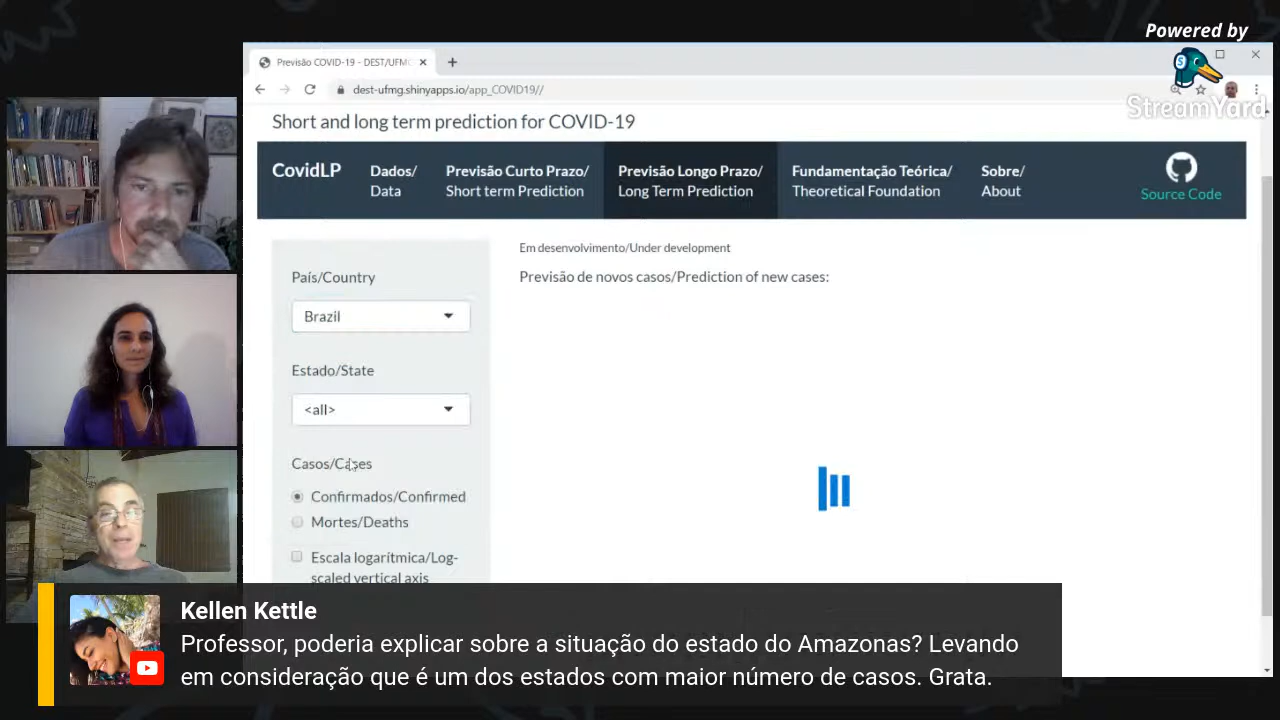 Powered by
StreamYard
Previsão COVID-19 - DEST/UFM
dest-ufmg.shinyapps.io/app_COVID19//
Short and long term prediction for COVID-19
CovidLP
Dados/
Data
Previsão Curto Prazo/
Short term Prediction
Previsão Longo Prazo/
Long Term Prediction
Fundamentação Teórica/
Theoretical Foundation
Sobre/
About
Source Code
País/Country
Brazil
Estado/State
<all>
Casos/Cases
Confirmados/Confirmed
Mortes/Deaths
Escala logarítmica/Log-
scaled vertical axis
Em desenvolvimento/Under development
Previsão de novos casos/Prediction of new cases:
Kellen Kettle
Professor, poderia explicar sobre a situação do estado do Amazonas? Levando
em consideração que é um dos estados com maior número de casos. Grata.